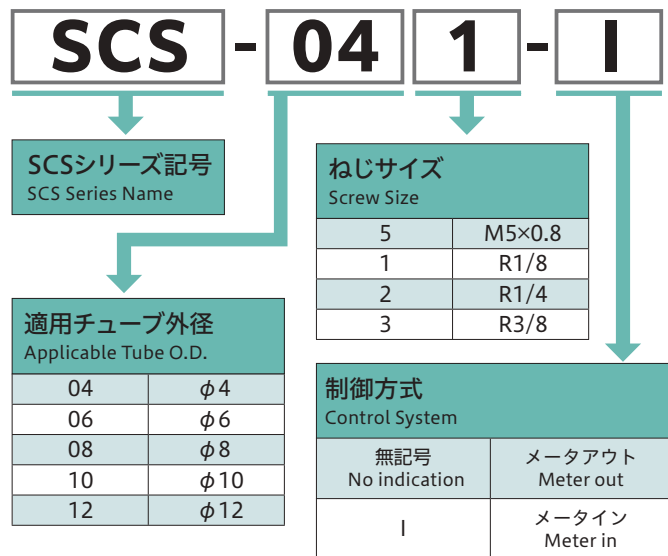 SCS - 04 1 - I
SCSシリーズ記号
SCS Series Name
ねじサイズ
Screw Size
5 M5×0.8
1 R1/8
2 R1/4
3 R3/8
適用チューブ外径
Applicable Tube O.D.
04 φ4
06 φ6
08 φ8
10 φ10
12 φ12
制御方式
Control System
無記号 メータアウト
No indication Meter out
I メータイン
Meter in